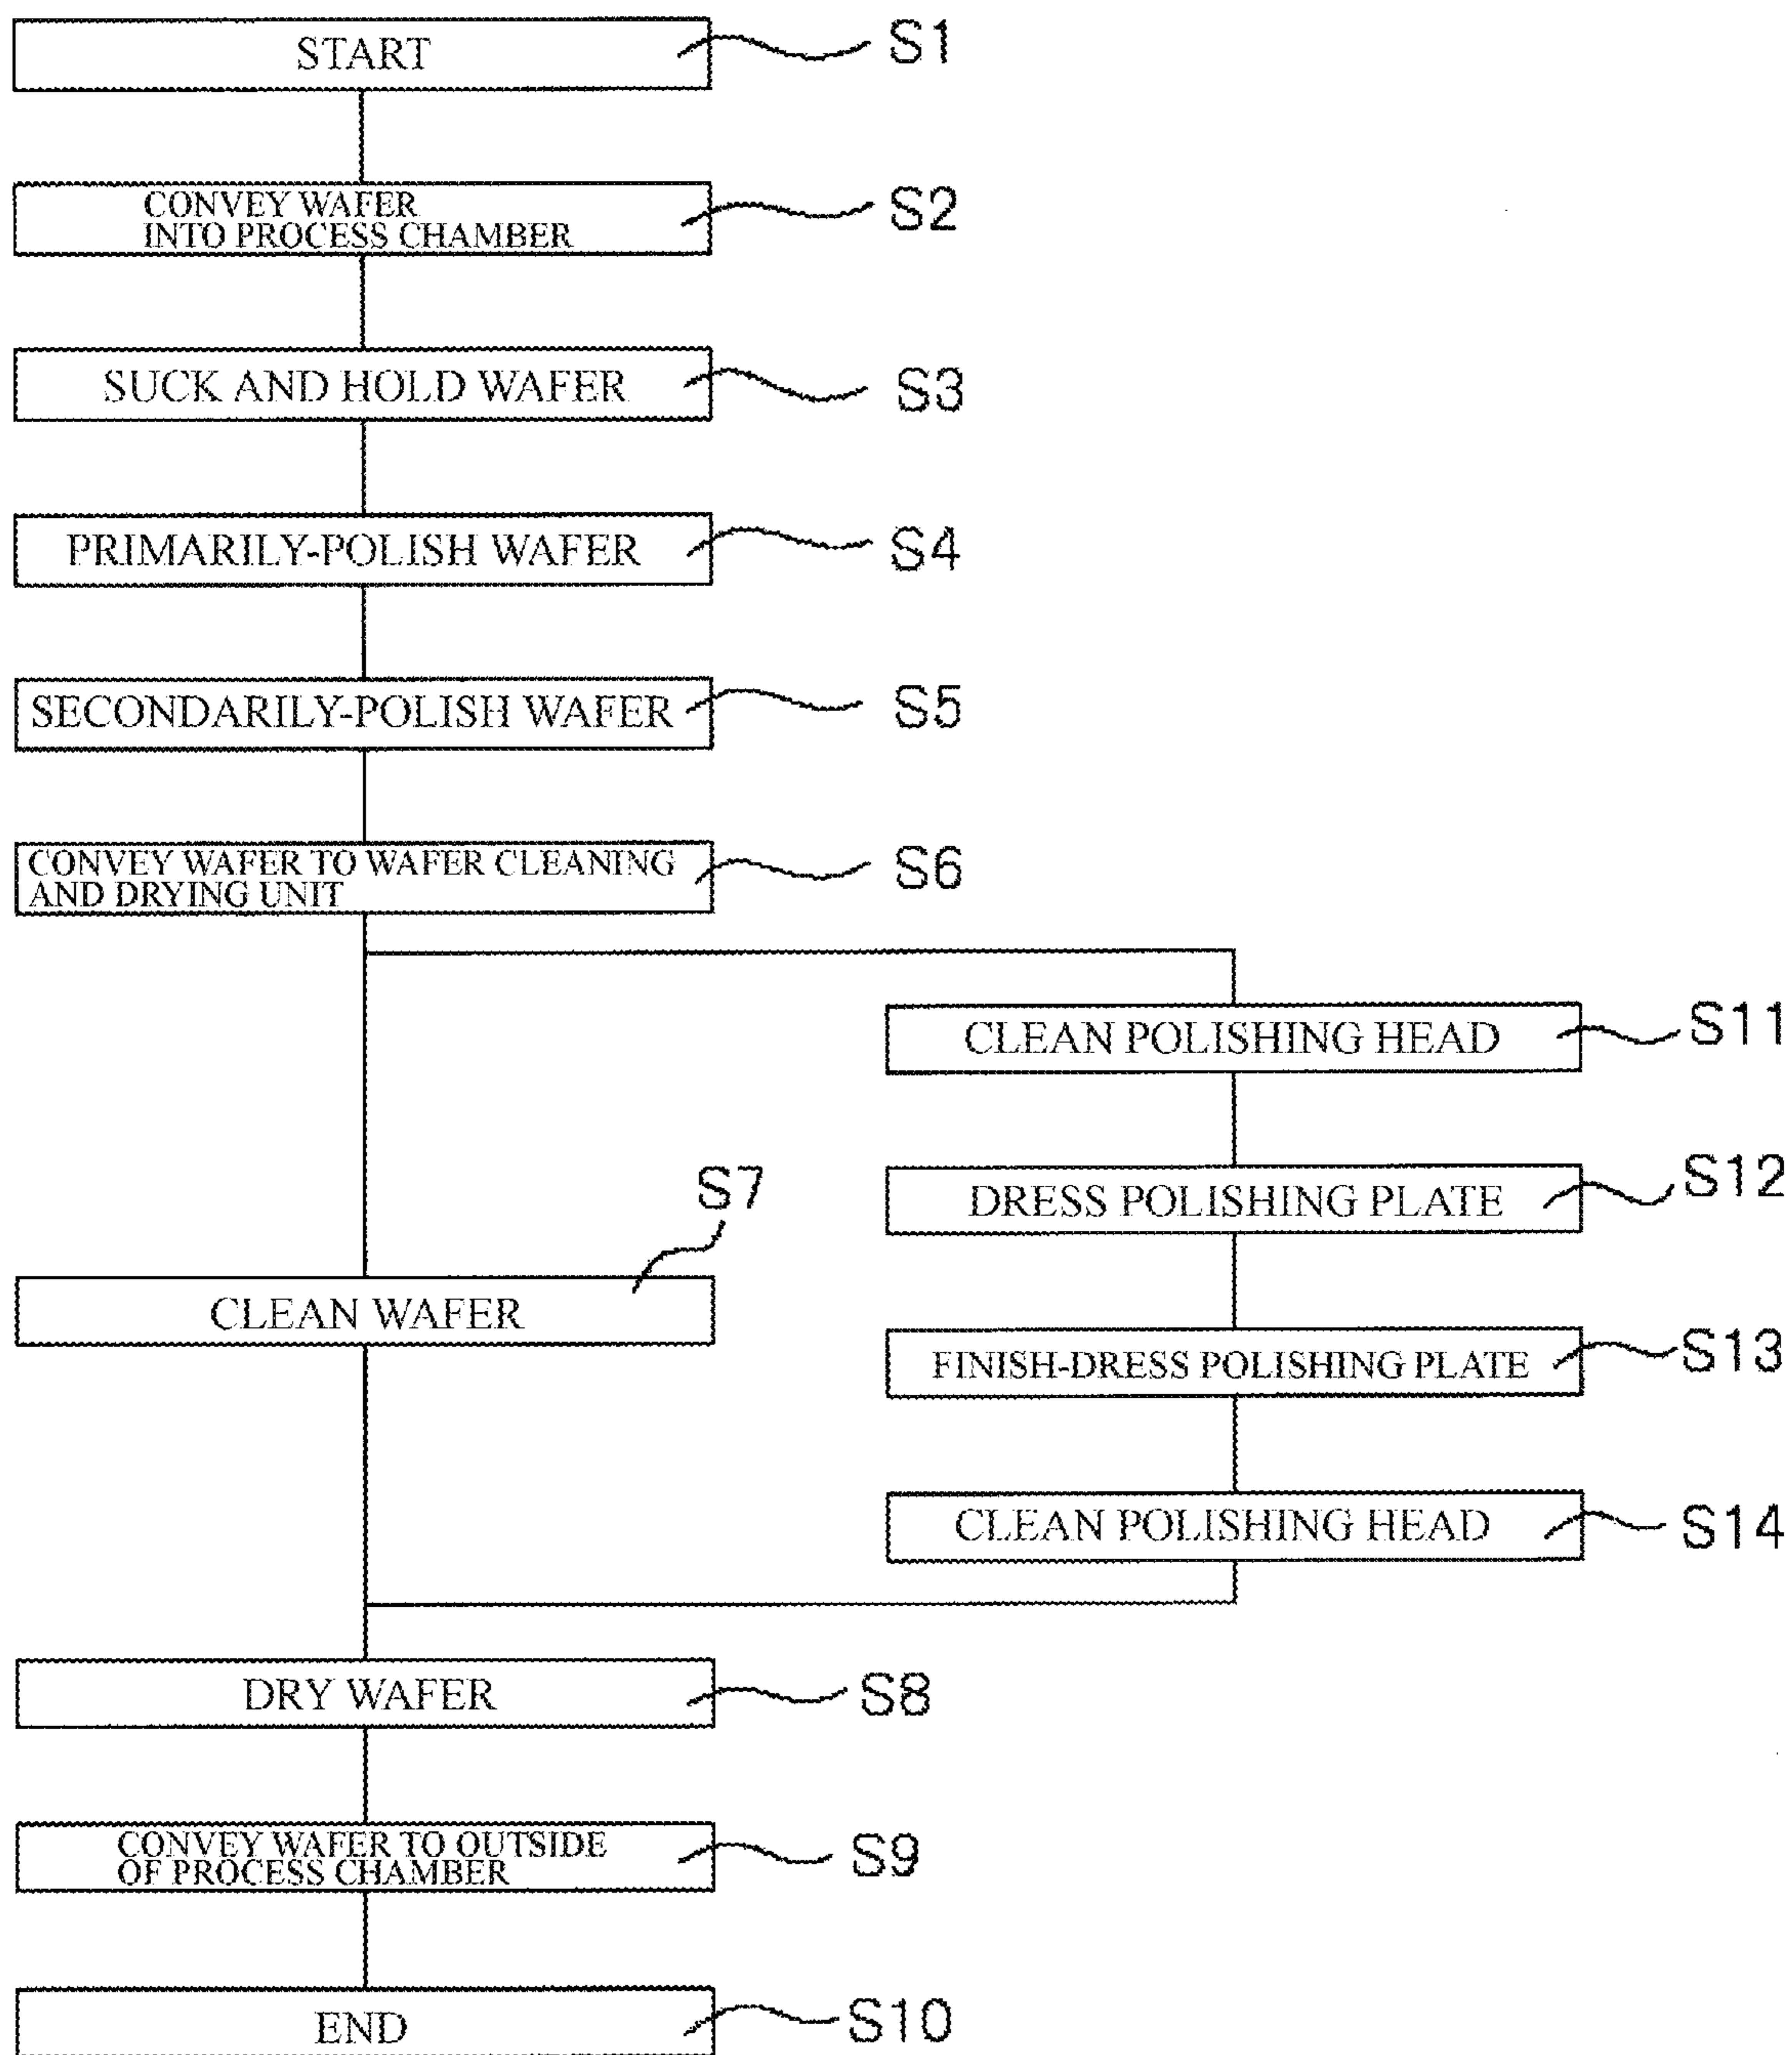 START
S1
CONVEY WAFER
INTO PROCESS CHAMBER
S2
SUCK AND HOLD WAFER
S3
PRIMARILY-POLISH WAFER
S4
SECONDARILY-POLISH WAFER
S5
CONVEY WAFER TO WAFER CLEANING
AND DRYING UNIT
S6
CLEAN POLISHING HEAD
S11
DRESS POLISHING PLATE
S12
S7
CLEAN WAFER
FINISH-DRESS POLISHING PLATE
S13
CLEAN POLISHING HEAD
S14
DRY WAFER
S8
CONVEY WAFER TO OUTSIDE
OF PROCESS CHAMBER
S9
END
S10